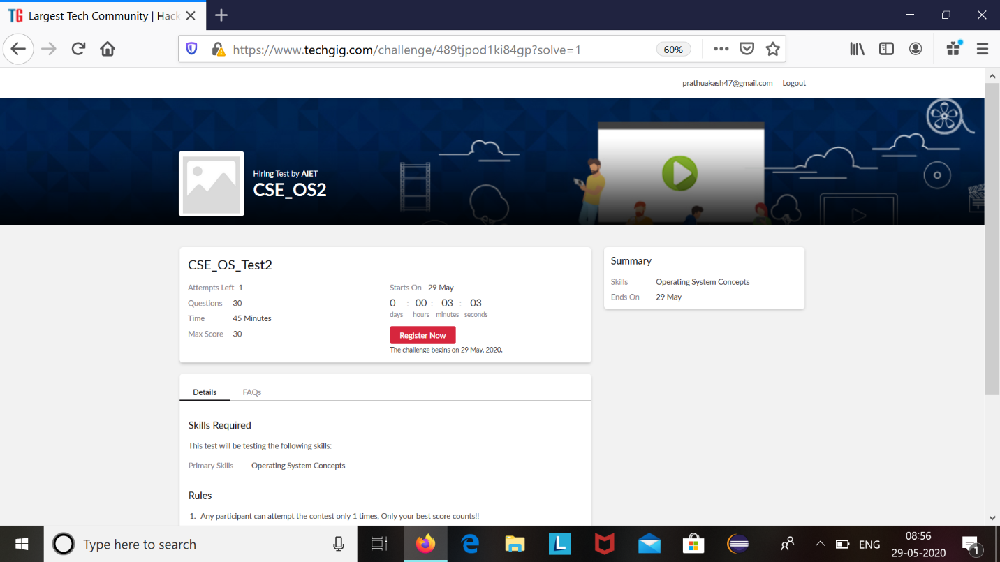 TG Largest Tech Community | Hack
https://www.techgig.com/challenge/489tjpod1ki84gp?solve=1
60%
prathuakash47@gmail.com Logout
Hiring Test by AIET
CSE_OS2
CSE_OS_Test2
Attempts Left 1
Questions 30
Time 45 Minutes
Max Score 30
Starts On 29 May
0 : 00 : 03 : 03
days hours minutes seconds
Register Now
The challenge begins on 29 May, 2020.
Summary
Skills Operating System Concepts
Ends On 29 May
Details FAQs
Skills Required
This test will be testing the following skills:
Primary Skills Operating System Concepts
Rules
1. Any participant can attempt the contest only 1 times, Only your best score counts!!
Type here to search
L
ENG
08:56
29-05-2020
1